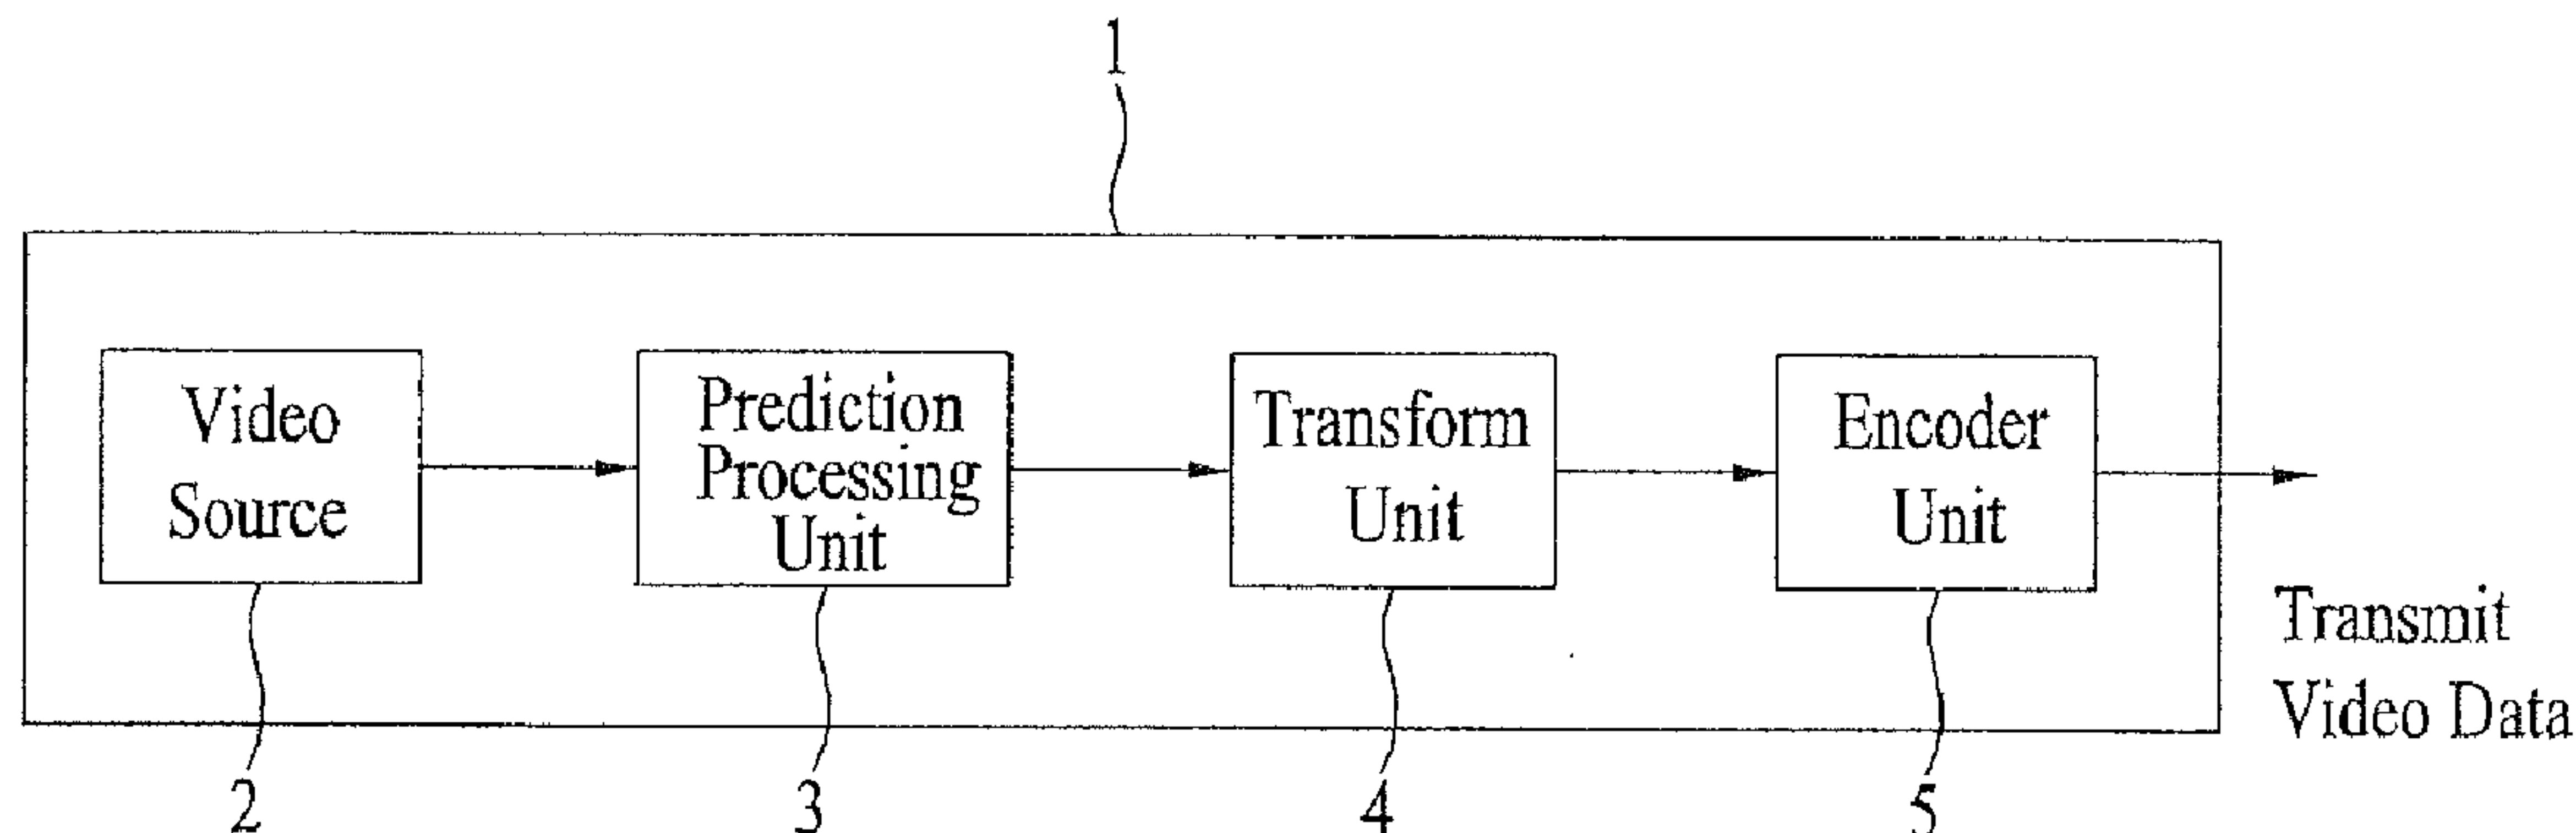 1
Video
Source
Prediction
Processing
Unit
Transform
Unit
Encoder
Unit
Transmit
Video Data
2
3
4
5